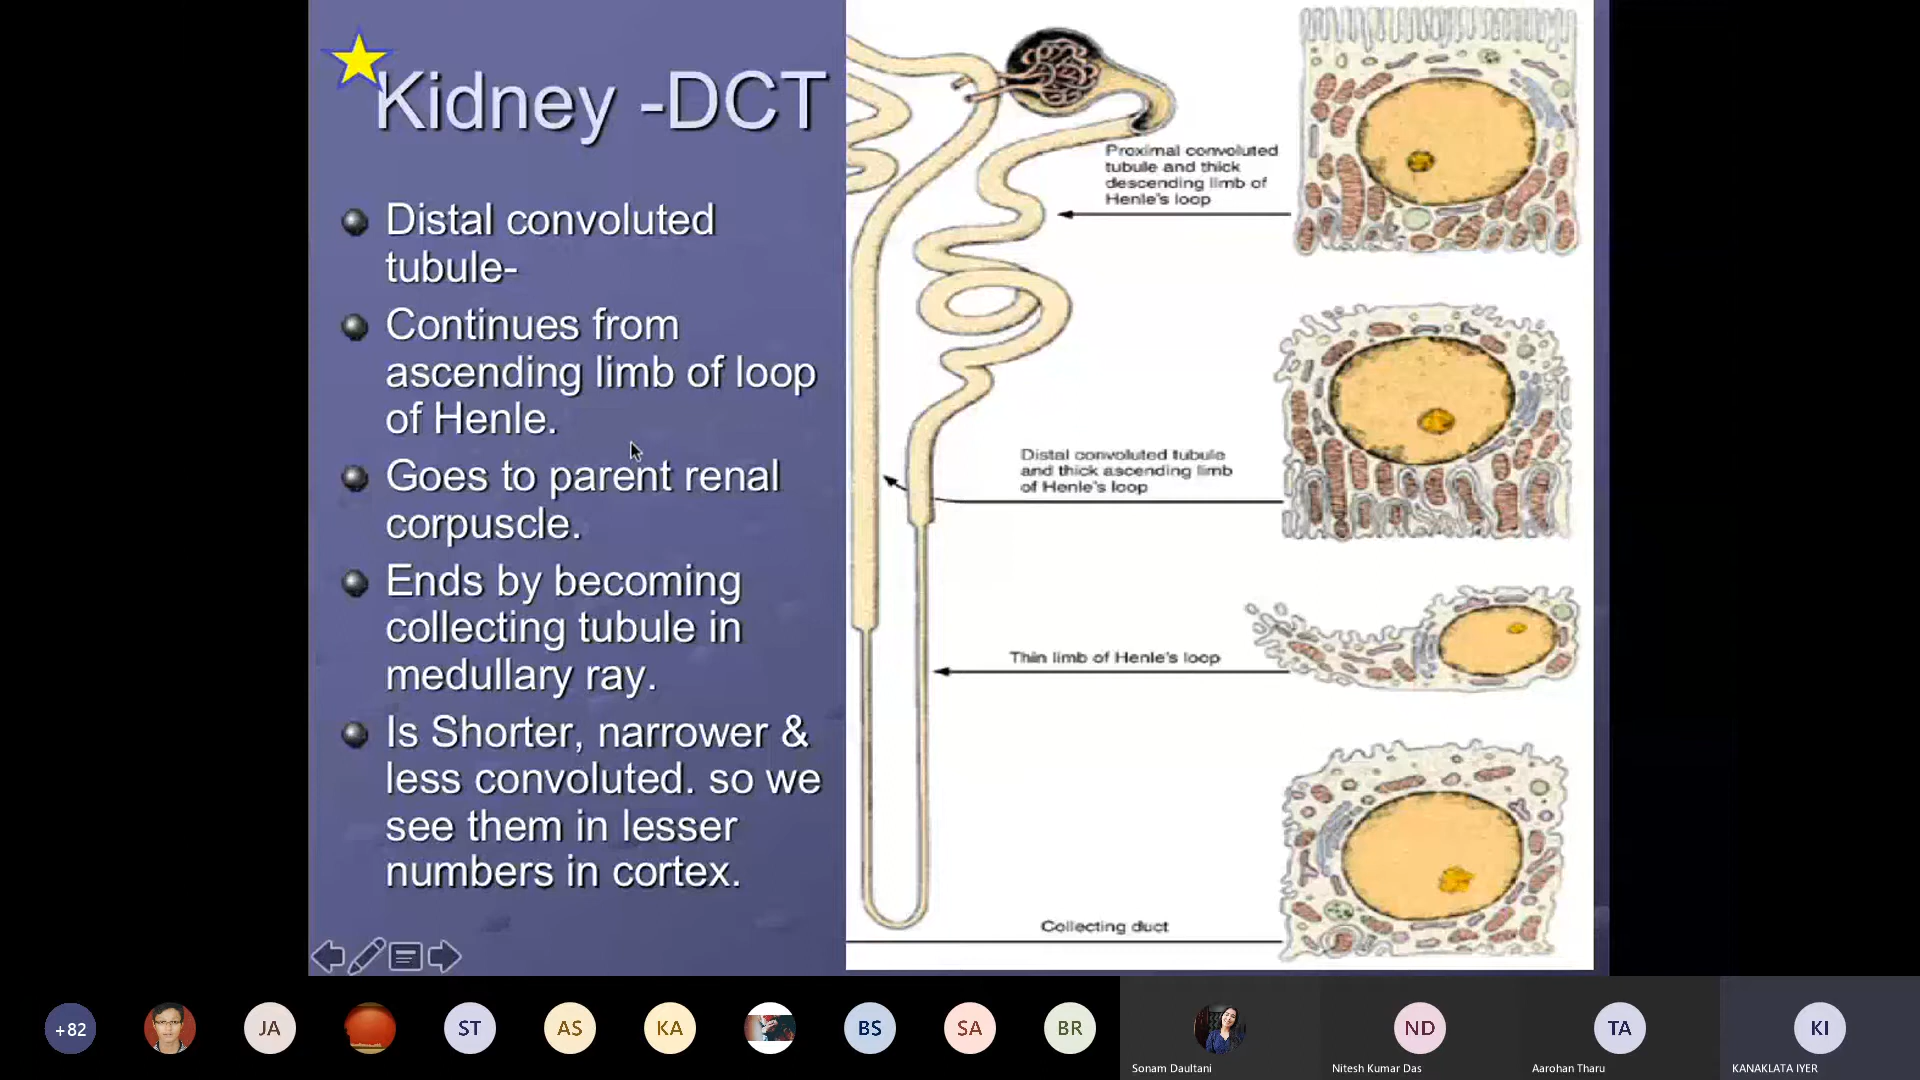 Kidney -DCT
Distal convoluted
tubule-
Continues from
ascending limb of loop
of Henle.
Goes to parent renal
corpuscle.
Ends by becoming
collecting tubule in
medullary ray.
Is Shorter, narrower &
less convoluted. so we
see them in lesser
numbers in cortex.
Proximal convoluted
tubule and thick
descending limb of
Henle's loop
Distal convoluted tubule
and thick ascending limb
of Henle's loop
Thin limb of Henle's loop
Collecting duct
+82
JA
ST
AS
KA
BS
SA
BR
Sonam Daultani
ND
Nitesh Kumar Das
TA
Aarohan Tharu
KI
KANAKLATA IYER